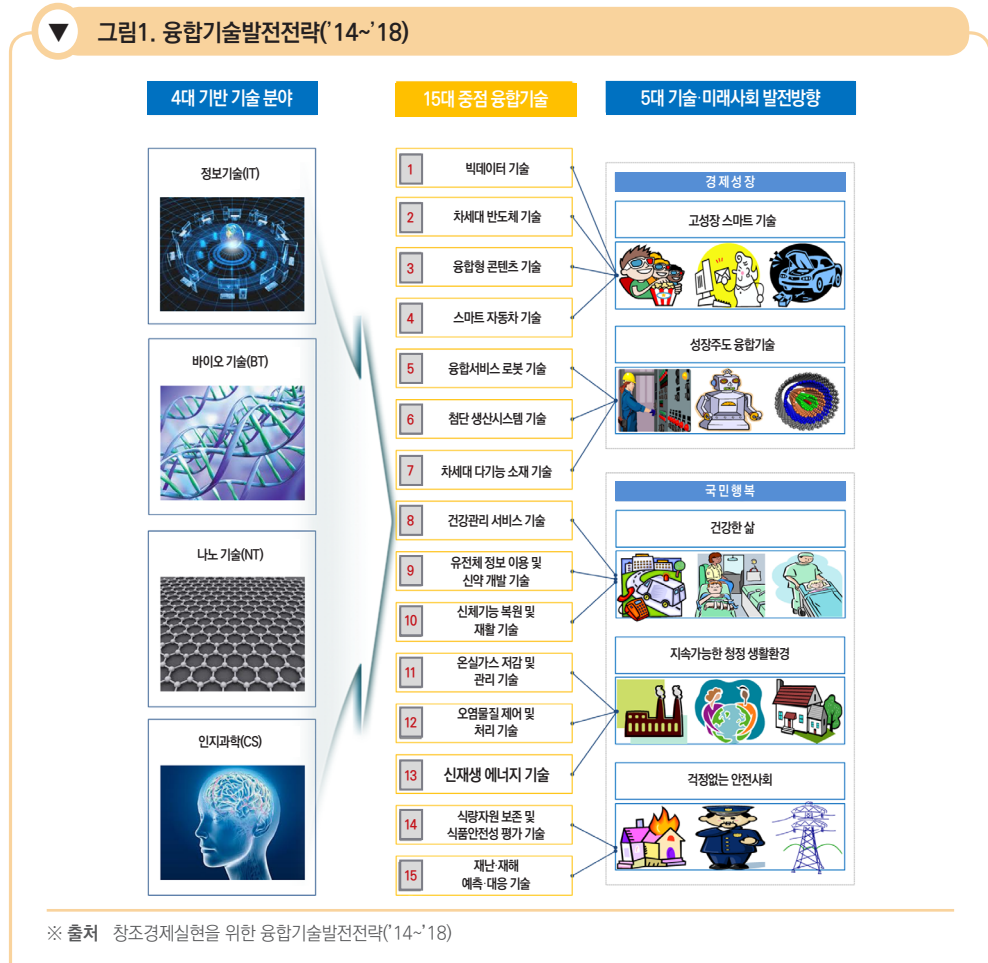 ▼ 그림1. 융합기술발전전략(’14~’18)
4대 기반 기술 분야
정보기술(IT)
바이오 기술(BT)
나노 기술(NT)
인지과학(CS)
15대 중점 융합기술
1 빅데이터 기술
2 차세대 반도체 기술
3 융합형 콘텐츠 기술
4 스마트 자동차 기술
5 융합서비스 로봇 기술
6 첨단 생산시스템 기술
7 차세대 다기능 소재 기술
8 건강관리 서비스 기술
9 유전체 정보 이용 및
신약 개발 기술
10 신체기능 복원 및
재활 기술
11 온실가스 저감 및
관리 기술
12 오염물질 제어 및
처리 기술
13 신재생 에너지 기술
14 식량자원 보존 및
식품안전성 평가 기술
15 재난·재해
예측·대응 기술
5대 기술·미래사회 발전방향
경제성장
고성장 스마트 기술
성장주도 융합기술
국민행복
건강한 삶
지속가능한 청정 생활환경
걱정없는 안전사회
※ 출처 창조경제실현을 위한 융합기술발전전략(’14~’18)